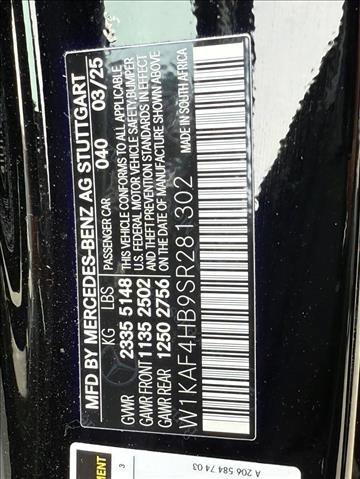 MFD BY MERCEDES-BENZ AG STUTTGART
PASSENGER CAR 040 03/25
KG LBS
GVWR 2335 5148
GAWR FRONT 1135 2502
GAWR REAR 1250 2756
THIS VEHICLE CONFORMS TO ALL APPLICABLE
U.S. FEDERAL MOTOR VEHICLE SAFETY,BUMPER
AND THEFT PREVENTION STANDARDS IN EFFECT
ON THE DATE OF MANUFACTURE SHOWN ABOVE
MADE IN SOUTH AFRICA
W1KAF4HB9SR281302
A 206 584 74 03
3